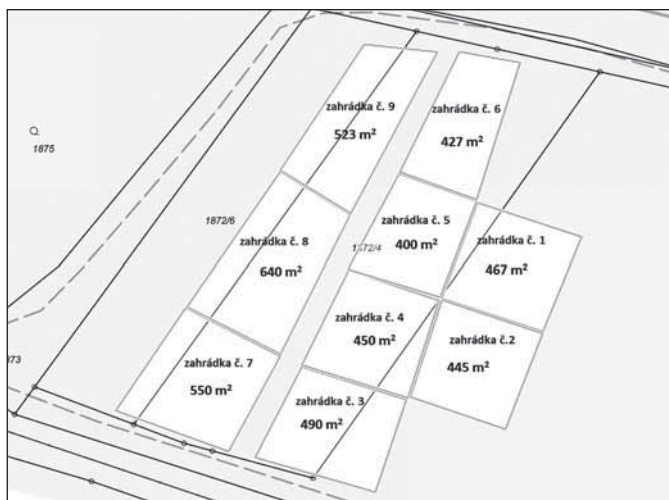 zahrádka č. 9
523 m²
zahrádka č. 6
427 m²
1875
1872/6
zahrádka č. 5
400 m²
zahrádka č. 1
467 m²
zahrádka č. 8
640 m²
zahrádka č. 4
450 m²
zahrádka č.2
445 m²
zahrádka č. 7
550 m²
zahrádka č. 3
490 m²